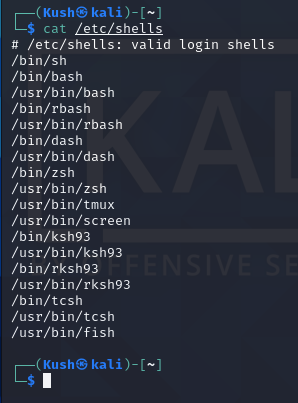 ┌──(Kush㉿kali)-[~]
└─$ cat /etc/shells
# /etc/shells: valid login shells
/bin/sh
/bin/bash
/usr/bin/bash
/bin/rbash
/usr/bin/rbash
/bin/dash
/usr/bin/dash
/bin/zsh
/usr/bin/zsh
/usr/bin/tmux
/usr/bin/screen
/bin/ksh93
/usr/bin/ksh93
/bin/rksh93
/usr/bin/rksh93
/bin/tcsh
/usr/bin/tcsh
/usr/bin/fish
┌──(Kush㉿kali)-[~]
└─$
KAL
OFFENSIVE SE